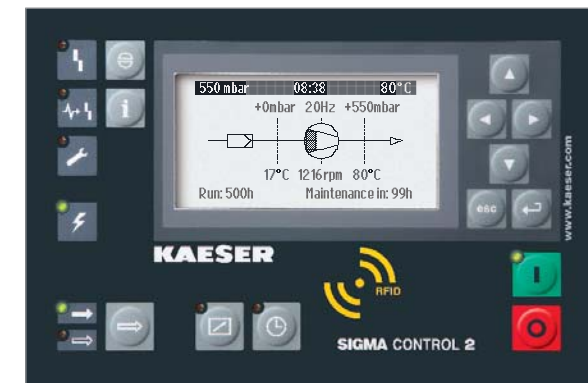 550 mbar 08:38 80°C
+0mbar 20Hz +550mbar
17°C 1216rpm 80°C
Run: 500h Maintenance in: 99h
esc
www.kaeser.com
KAESER
RFID
SIGMA CONTROL 2